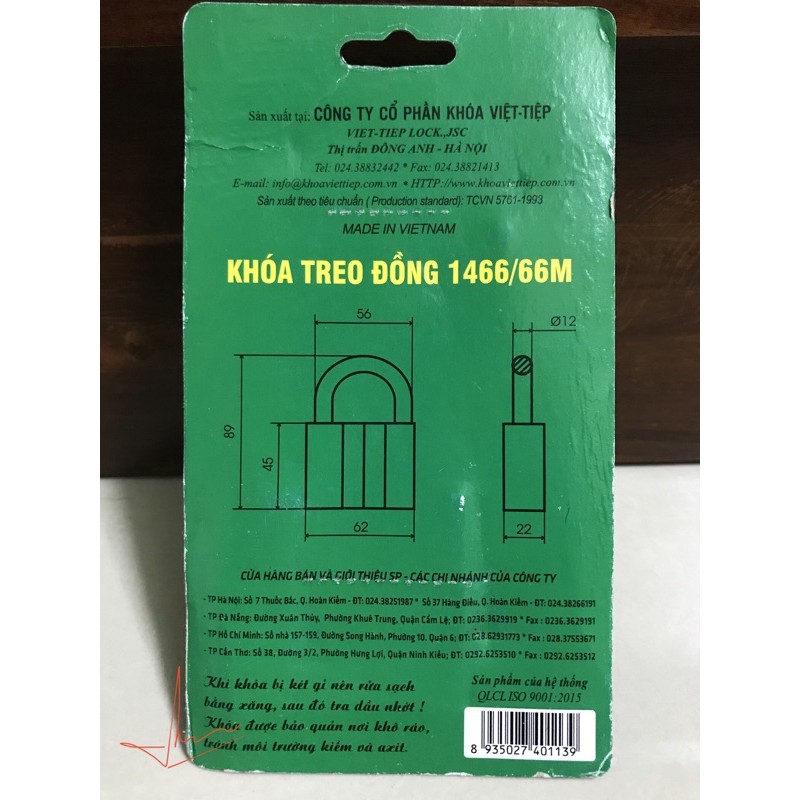 Sản xuất tại: CÔNG TY CỔ PHẦN KHÓA VIỆT-TIỆP
VIET-TIEP LOCK.,JSC
Thị trấn ĐÔNG ANH - HÀ NỘI
Tel: 024.38832442 * Fax: 024.38821413
E-mail: info@khoaviettiep.com.vn • HTTP://www.khoaviettiep.com.vn
Sản xuất theo tiêu chuẩn ( Production standard): TCVN 5761-1993
MADE IN VIETNAM
KHÓA TREO ĐỒNG 1466/66M
56
Ø12
89
45
62
22
CỬA HÀNG BÁN VÀ GIỚI THIỆU SP - CÁC CHI NHÁNH CỦA CÔNG TY
- TP Hà Nội: Số 7 Thuốc Bắc, Q. Hoàn Kiếm - ĐT: 024.38251987 * Số 37 Hàng Điếu, Q. Hoàn Kiếm - ĐT: 024.38266191
- TP Đà Nẵng: Đường Xuân Thủy, Phường Khuê Trung, Quận Cẩm Lệ; ĐT: 0236.3629919 * Fax : 0236.3629191
- TP Hồ Chí Minh: Số nhà 157-159, Đường Song Hành, Phường 10. Quận 6; ĐT: 028.62931773 * Fax : 028.37553671
- TP Cần Thơ: Số 38, Đường 3/2, Phường Hưng Lợi, Quận Ninh Kiều; ĐT: 0292.6253510 * Fax : 0292.6253512
Khi khóa bị két gỉ nên rửa sạch
bằng xăng, sau đó tra dầu nhớt !
Khóa được bảo quản nơi khô ráo,
tránh môi trường kiềm và axit.
Sản phẩm của hệ thống
QLCL ISO 9001:2015
8 935027 401139